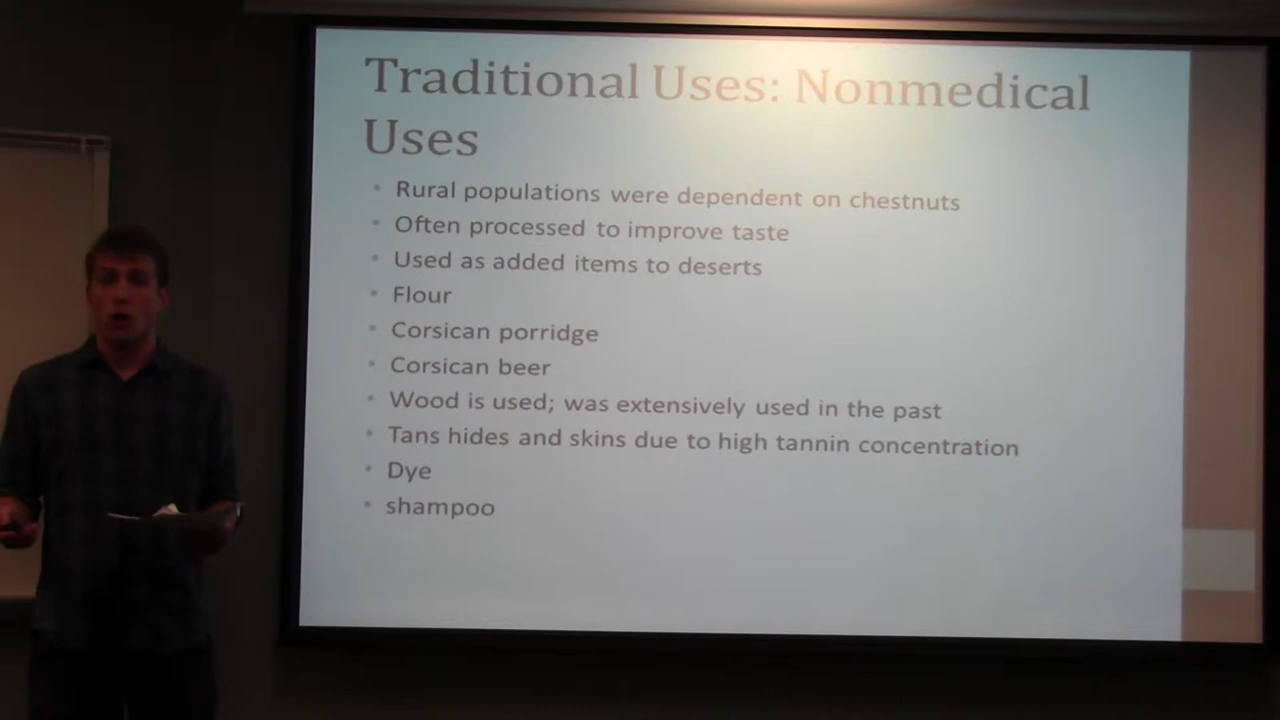 Traditional Uses: Nonmedical
Uses
• Rural populations were dependent on chestnuts
• Often processed to improve taste
• Used as added items to deserts
• Flour
• Corsican porridge
• Corsican beer
• Wood is used; was extensively used in the past
• Tans hides and skins due to high tannin concentration
• Dye
• shampoo